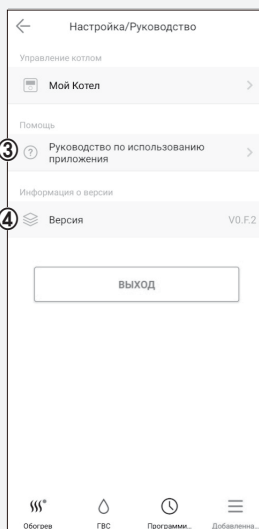 Настройка/Руководство
Управление котлом
Мой Котел
Помощь
③ Руководство по использованию
приложения
Информация о версии
④ Версия V0.F.2
ВЫХОД
Обогрев ГВС Программи... Добавленна...